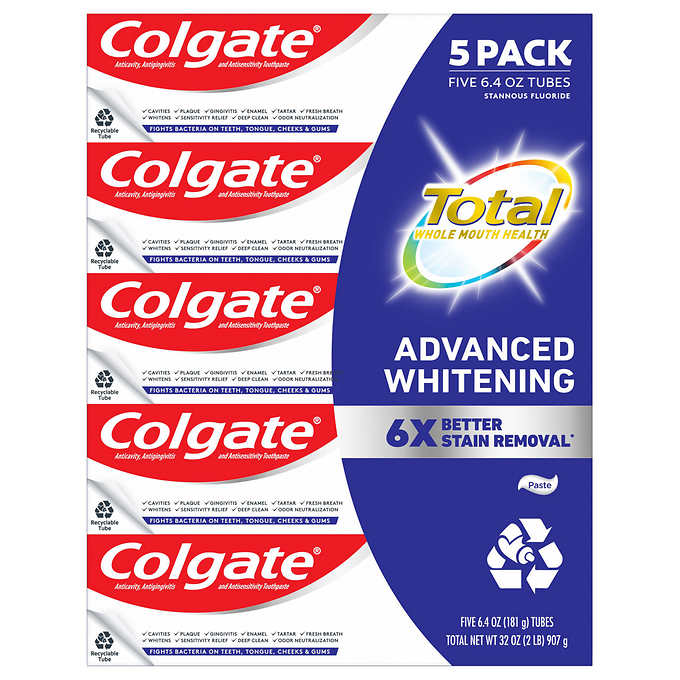 Colgate®
Anticavity, Antigingivitis and Antisensitivity Toothpaste
✓CAVITIES ✓PLAQUE ✓GINGIVITIS ✓ENAMEL ✓TARTAR ✓FRESH BREATH
✓WHITENS ✓SENSITIVITY RELIEF ✓DEEP CLEAN ✓ODOR NEUTRALIZATION
FIGHTS BACTERIA ON TEETH, TONGUE, CHEEKS & GUMS
Recyclable
Tube
Colgate®
Anticavity, Antigingivitis and Antisensitivity Toothpaste
✓CAVITIES ✓PLAQUE ✓GINGIVITIS ✓ENAMEL ✓TARTAR ✓FRESH BREATH
✓WHITENS ✓SENSITIVITY RELIEF ✓DEEP CLEAN ✓ODOR NEUTRALIZATION
FIGHTS BACTERIA ON TEETH, TONGUE, CHEEKS & GUMS
Recyclable
Tube
Colgate®
Anticavity, Antigingivitis and Antisensitivity Toothpaste
✓CAVITIES ✓PLAQUE ✓GINGIVITIS ✓ENAMEL ✓TARTAR ✓FRESH BREATH
✓WHITENS ✓SENSITIVITY RELIEF ✓DEEP CLEAN ✓ODOR NEUTRALIZATION
FIGHTS BACTERIA ON TEETH, TONGUE, CHEEKS & GUMS
Recyclable
Tube
Colgate®
Anticavity, Antigingivitis and Antisensitivity Toothpaste
✓CAVITIES ✓PLAQUE ✓GINGIVITIS ✓ENAMEL ✓TARTAR ✓FRESH BREATH
✓WHITENS ✓SENSITIVITY RELIEF ✓DEEP CLEAN ✓ODOR NEUTRALIZATION
FIGHTS BACTERIA ON TEETH, TONGUE, CHEEKS & GUMS
Recyclable
Tube
Colgate®
Anticavity, Antigingivitis and Antisensitivity Toothpaste
✓CAVITIES ✓PLAQUE ✓GINGIVITIS ✓ENAMEL ✓TARTAR ✓FRESH BREATH
✓WHITENS ✓SENSITIVITY RELIEF ✓DEEP CLEAN ✓ODOR NEUTRALIZATION
FIGHTS BACTERIA ON TEETH, TONGUE, CHEEKS & GUMS
Recyclable
Tube
5 PACK
FIVE 6.4 OZ TUBES
STANNOUS FLUORIDE
Total
WHOLE MOUTH HEALTH
ADVANCED
WHITENING
6X BETTER
STAIN REMOVAL*
Paste
FIVE 6.4 OZ (181 g) TUBES
TOTAL NET WT 32 OZ (2 LB) 907 g